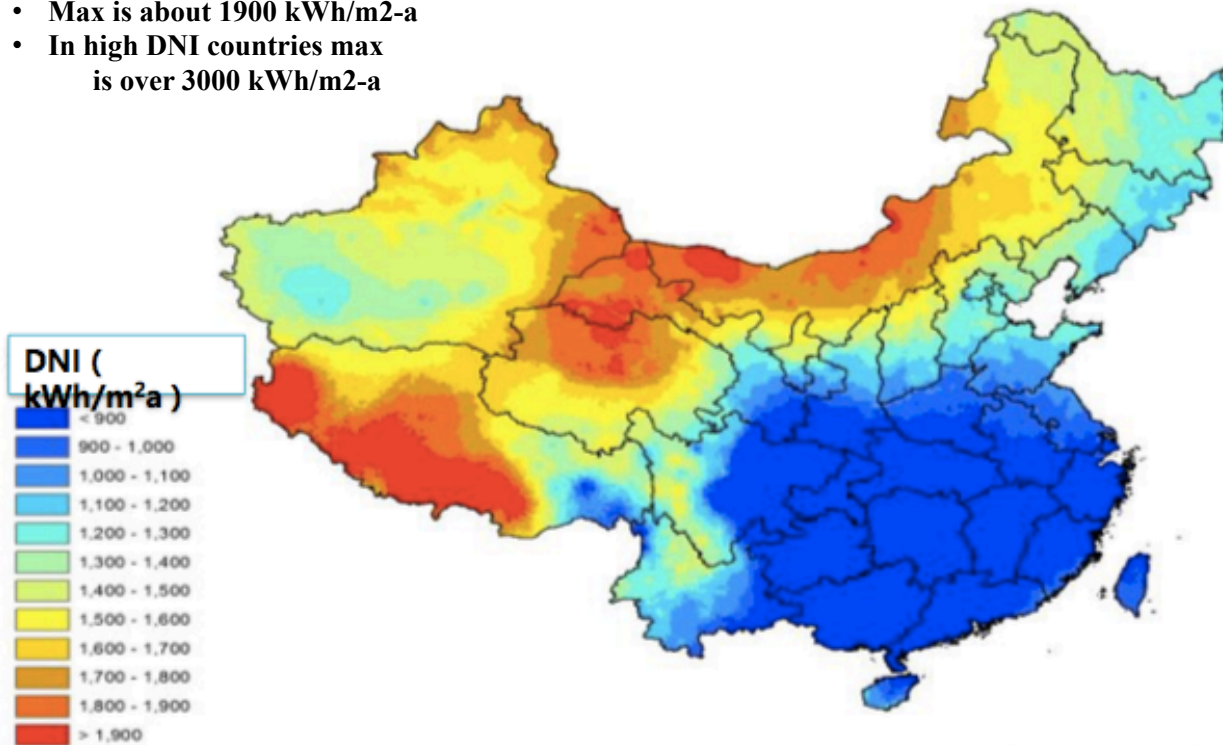 • Max is about 1900 kWh/m2-a
• In high DNI countries max
is over 3000 kWh/m2-a
DNI (
kWh/m²a )
< 900
900 - 1,000
1,000 - 1,100
1,100 - 1,200
1,200 - 1,300
1,300 - 1,400
1,400 - 1,500
1,500 - 1,600
1,600 - 1,700
1,700 - 1,800
1,800 - 1,900
> 1,900